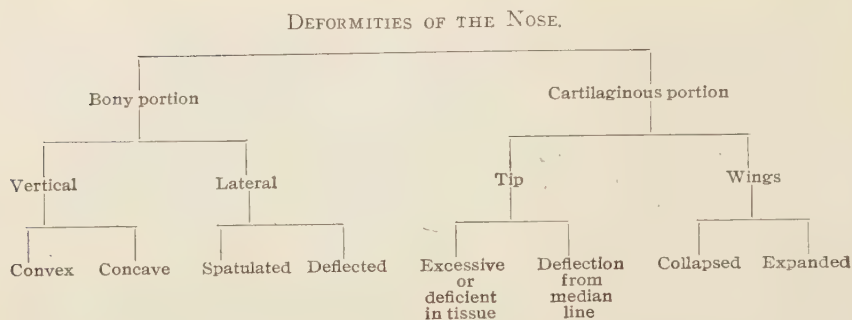 DEFORMITIES OF THE NOSE.
Bony portion Cartilaginous portion
Vertical Lateral Tip Wings
Convex Concave Spatulated Deflected Excessive or deficient in tissue Deflection from median line Collapsed Expanded